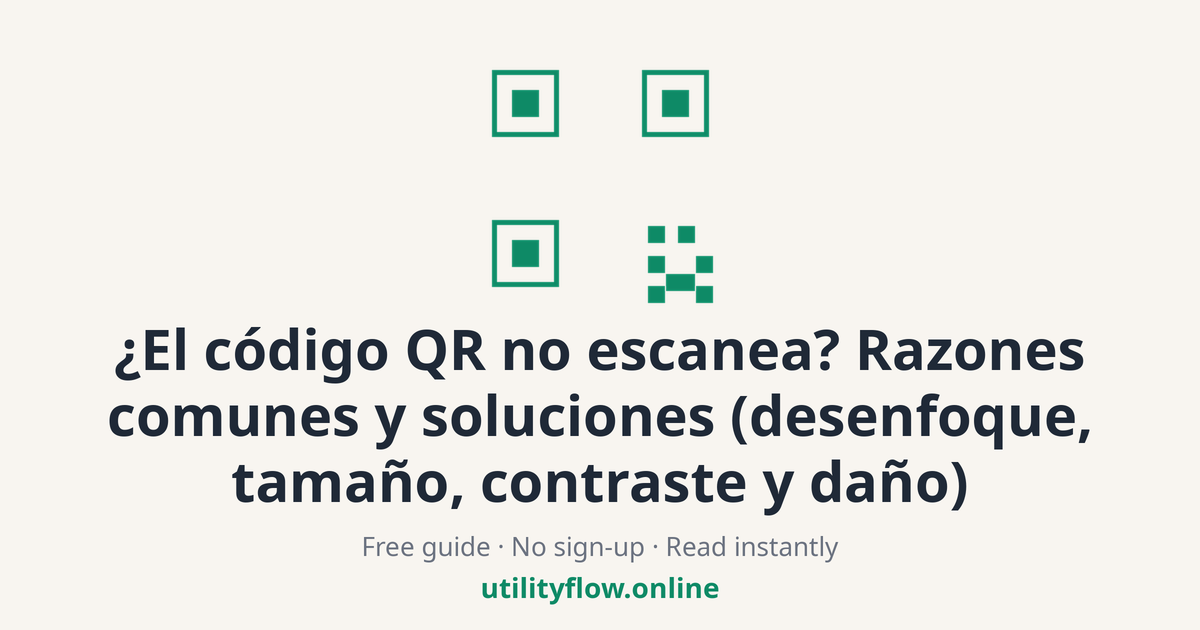 ¿El código QR no escanea? Razones
comunes y soluciones (desenfoque,
tamaño, contraste y daño)
Free guide · No sign-up · Read instantly
utilityflow.online